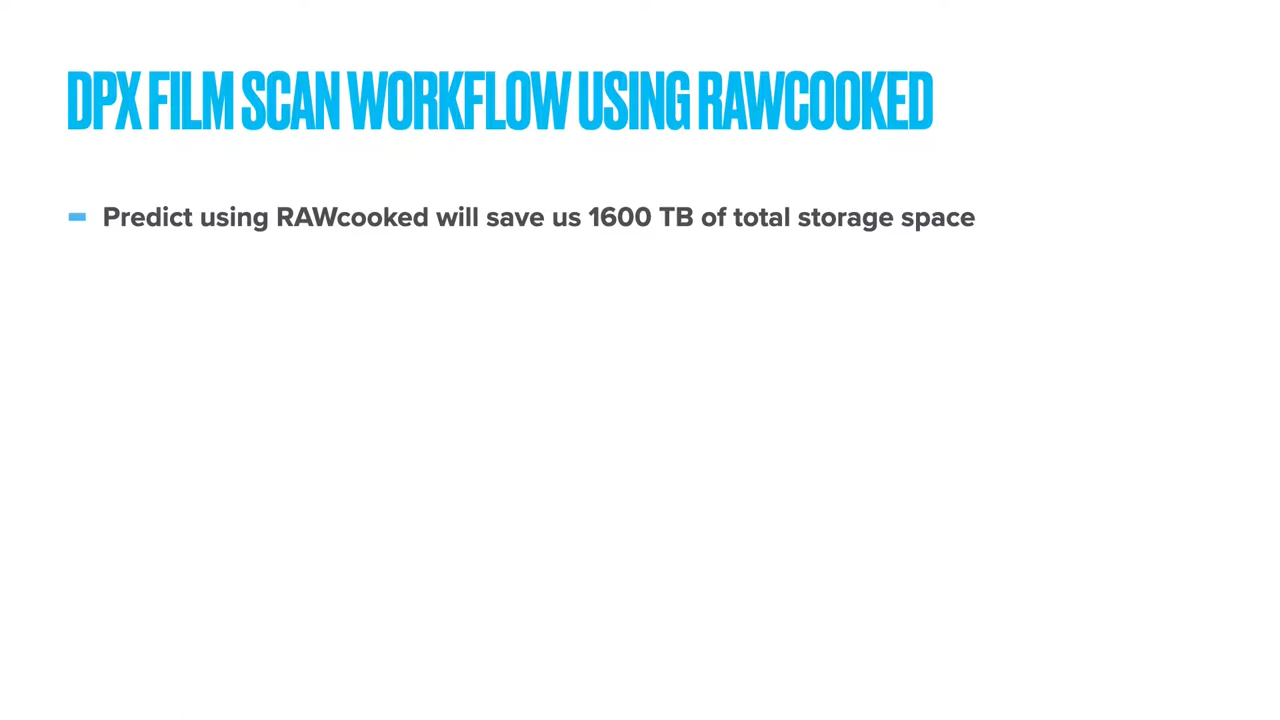 DPX FILM SCAN WORKFLOW USING RAWCOOKED
Predict using RAWcooked will save us 1600 TB of total storage space